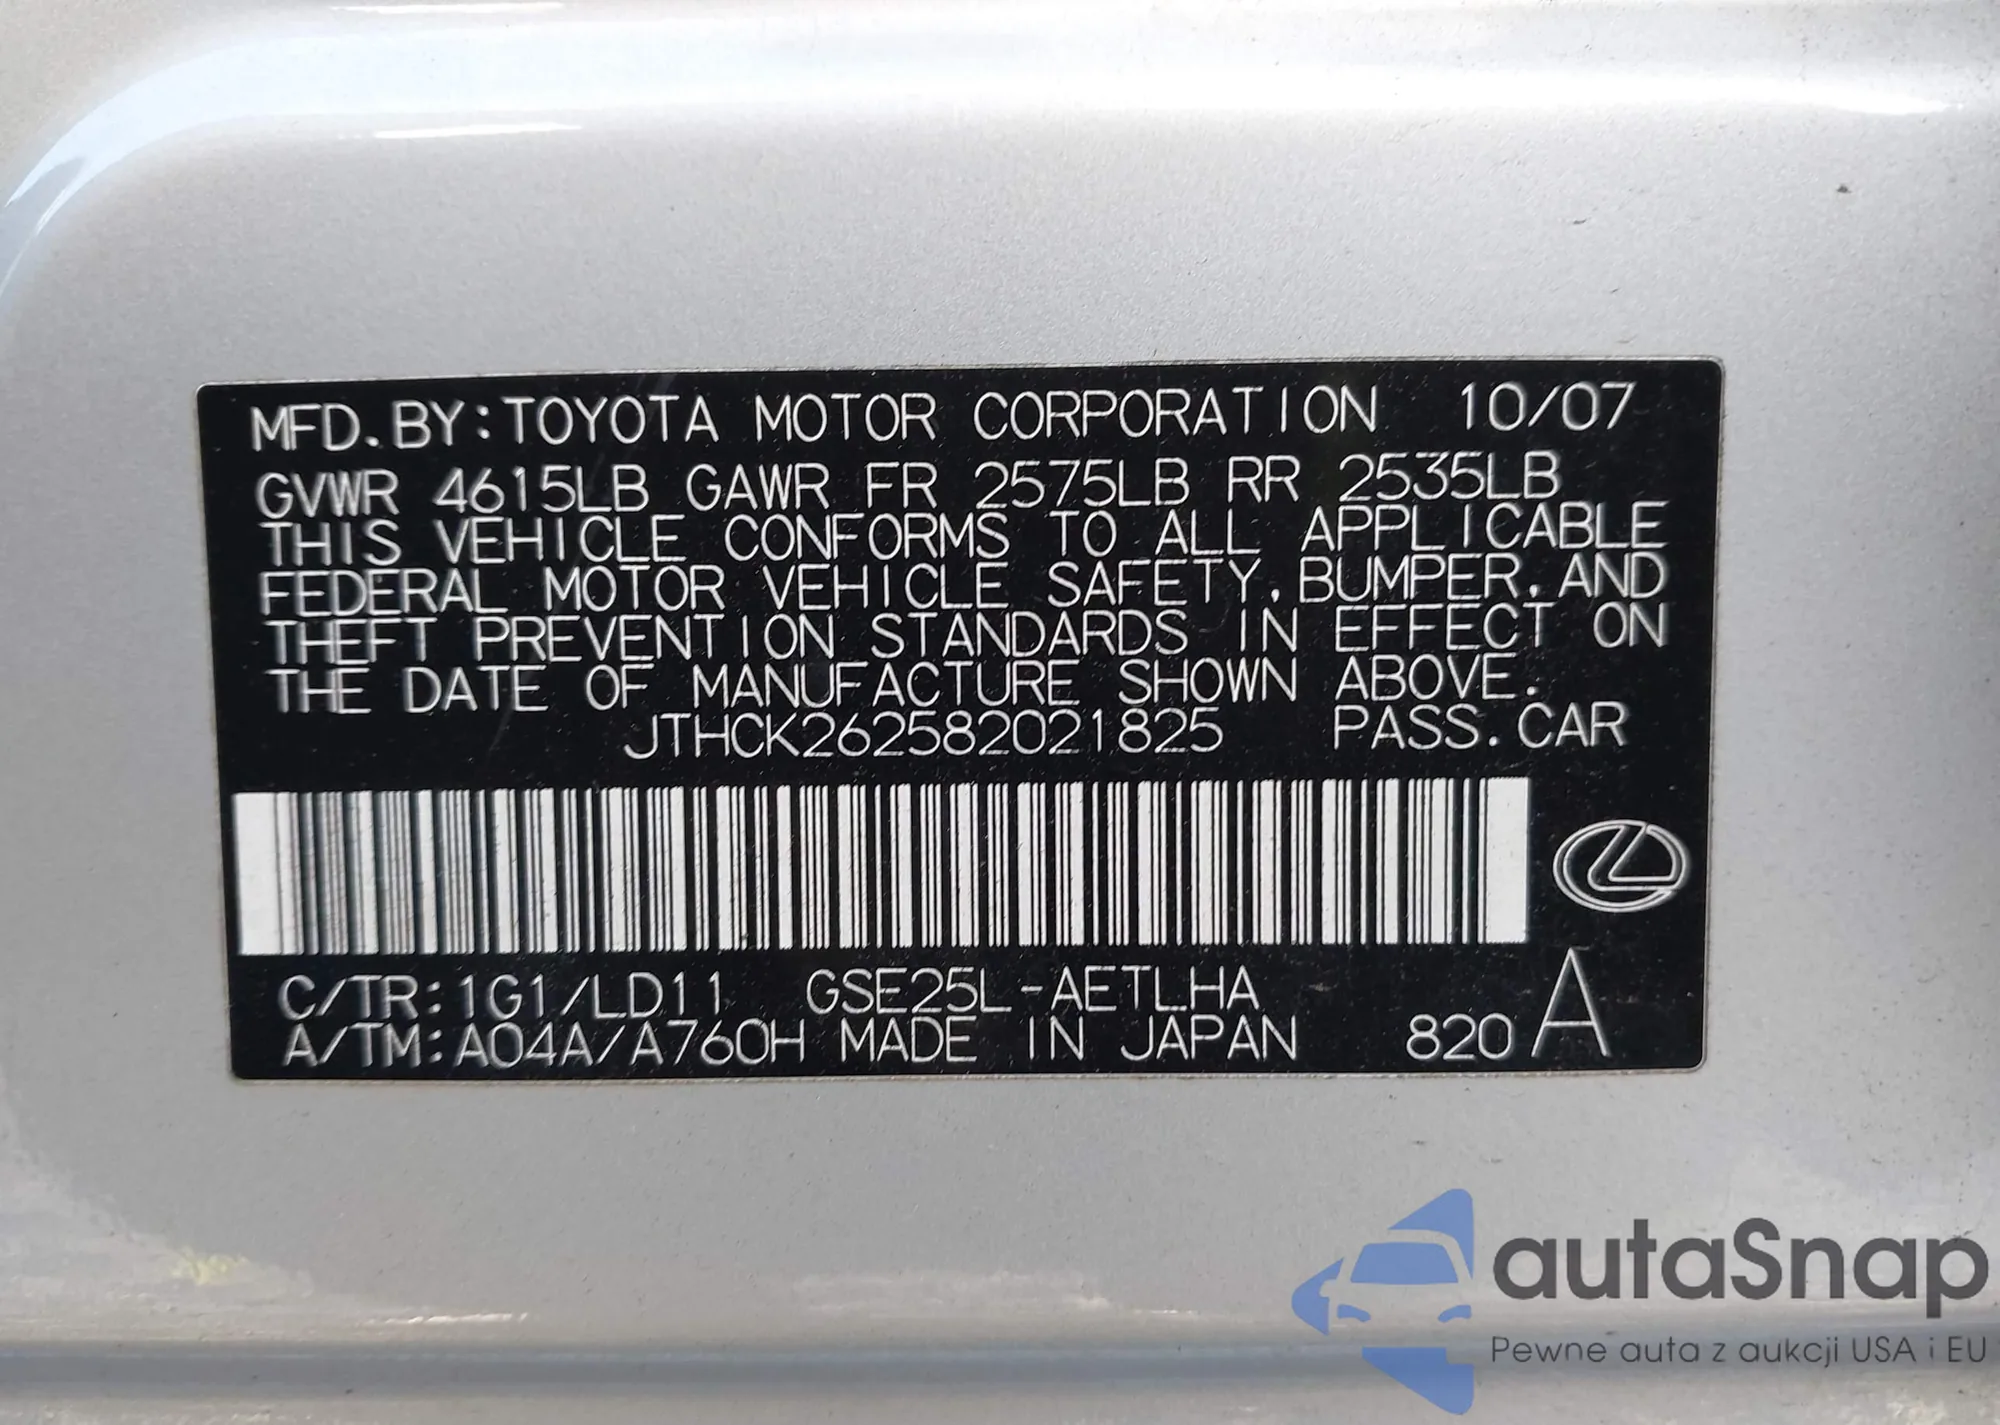 MFD. BY: TOYOTA MOTOR CORPORATION 10/07
GVWR 4615LB GAWR FR 2575LB RR 2535LB
THIS VEHICLE CONFORMS TO ALL APPLICABLE
FEDERAL MOTOR VEHICLE SAFETY, BUMPER, AND
THEFT PREVENTION STANDARDS IN EFFECT ON
THE DATE OF MANUFACTURE SHOWN ABOVE.
JTHCK262582021825 PASS. CAR
C/TR: 1G1/LD11 GSE25L-AETLHA
A/TM: A04A/A760H MADE IN JAPAN 820 A
autaSnap
Pewne auta z aukcji USA i EU